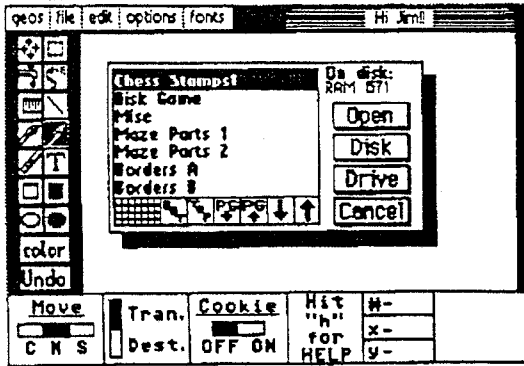 geos file edit options fonts Hi Jim!!
Chess Stamps!
Disk Game
Misc
Maze Parts 1
Maze Parts 2
Borders A
Borders B
On disk:
RAM 571
Open
Disk
Drive
Cancel
T
color
Undo
Move
C N S
Tran.
Dest.
Cookie
OFF ON
Hit
"h"
for
HELP
#-
x-
y-